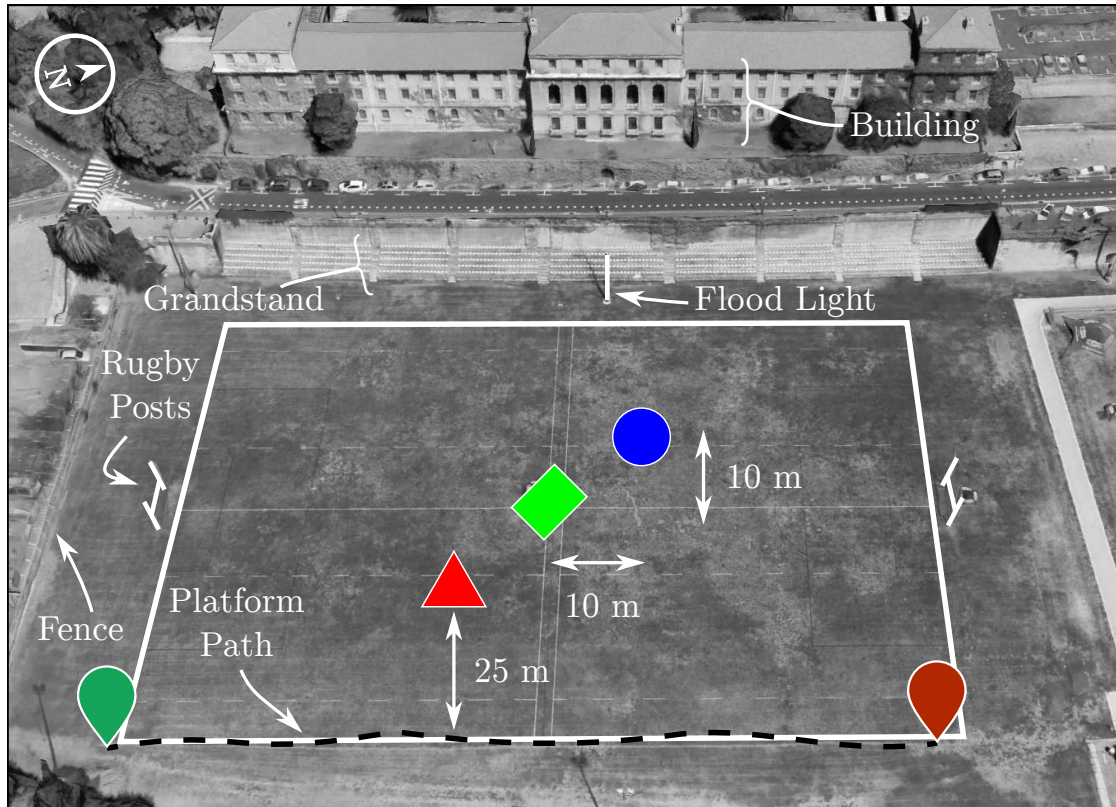 N
Building
Grandstand
Flood Light
Rugby
Posts
10 m
10 m
Platform
Path
Fence
25 m